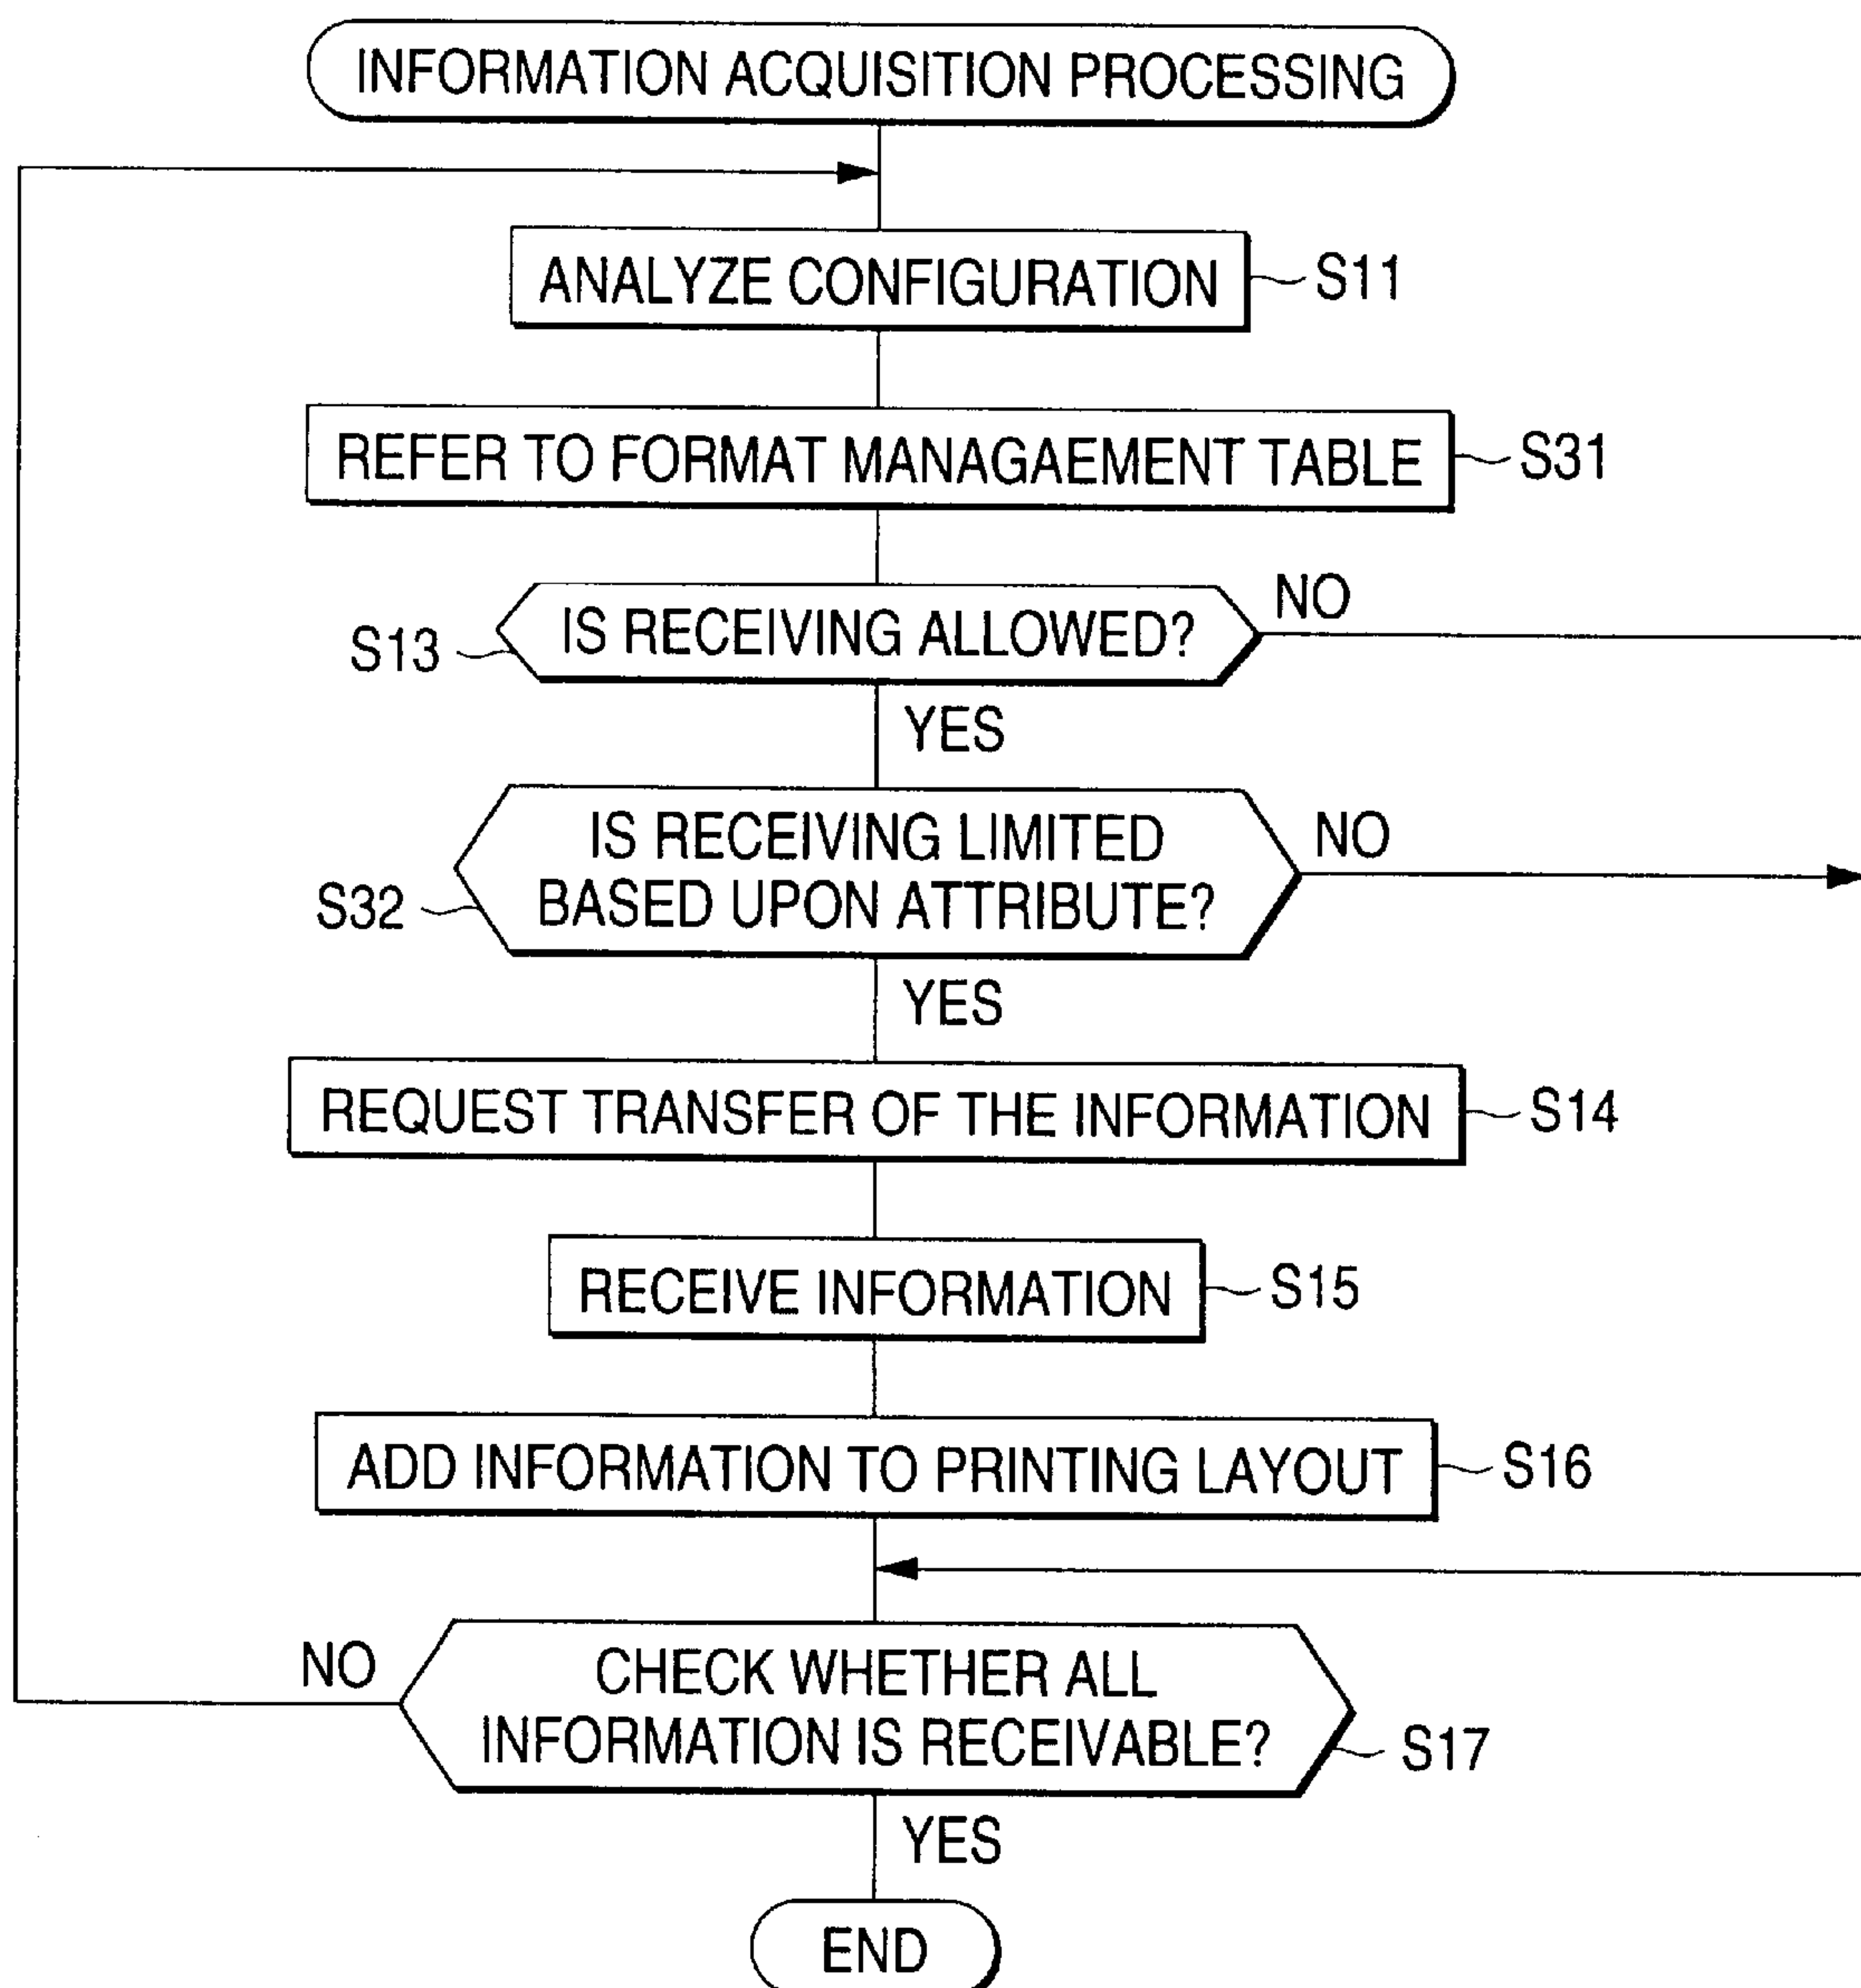 INFORMATION ACQUISITION PROCESSING
ANALYZE CONFIGURATION
S11
REFER TO FORMAT MANAGAEMENT TABLE
S31
IS RECEIVING ALLOWED?
NO
S13
YES
IS RECEIVING LIMITED
BASED UPON ATTRIBUTE?
NO
S32
YES
REQUEST TRANSFER OF THE INFORMATION
S14
RECEIVE INFORMATION
S15
ADD INFORMATION TO PRINTING LAYOUT
S16
NO
CHECK WHETHER ALL
INFORMATION IS RECEIVABLE?
S17
YES
END